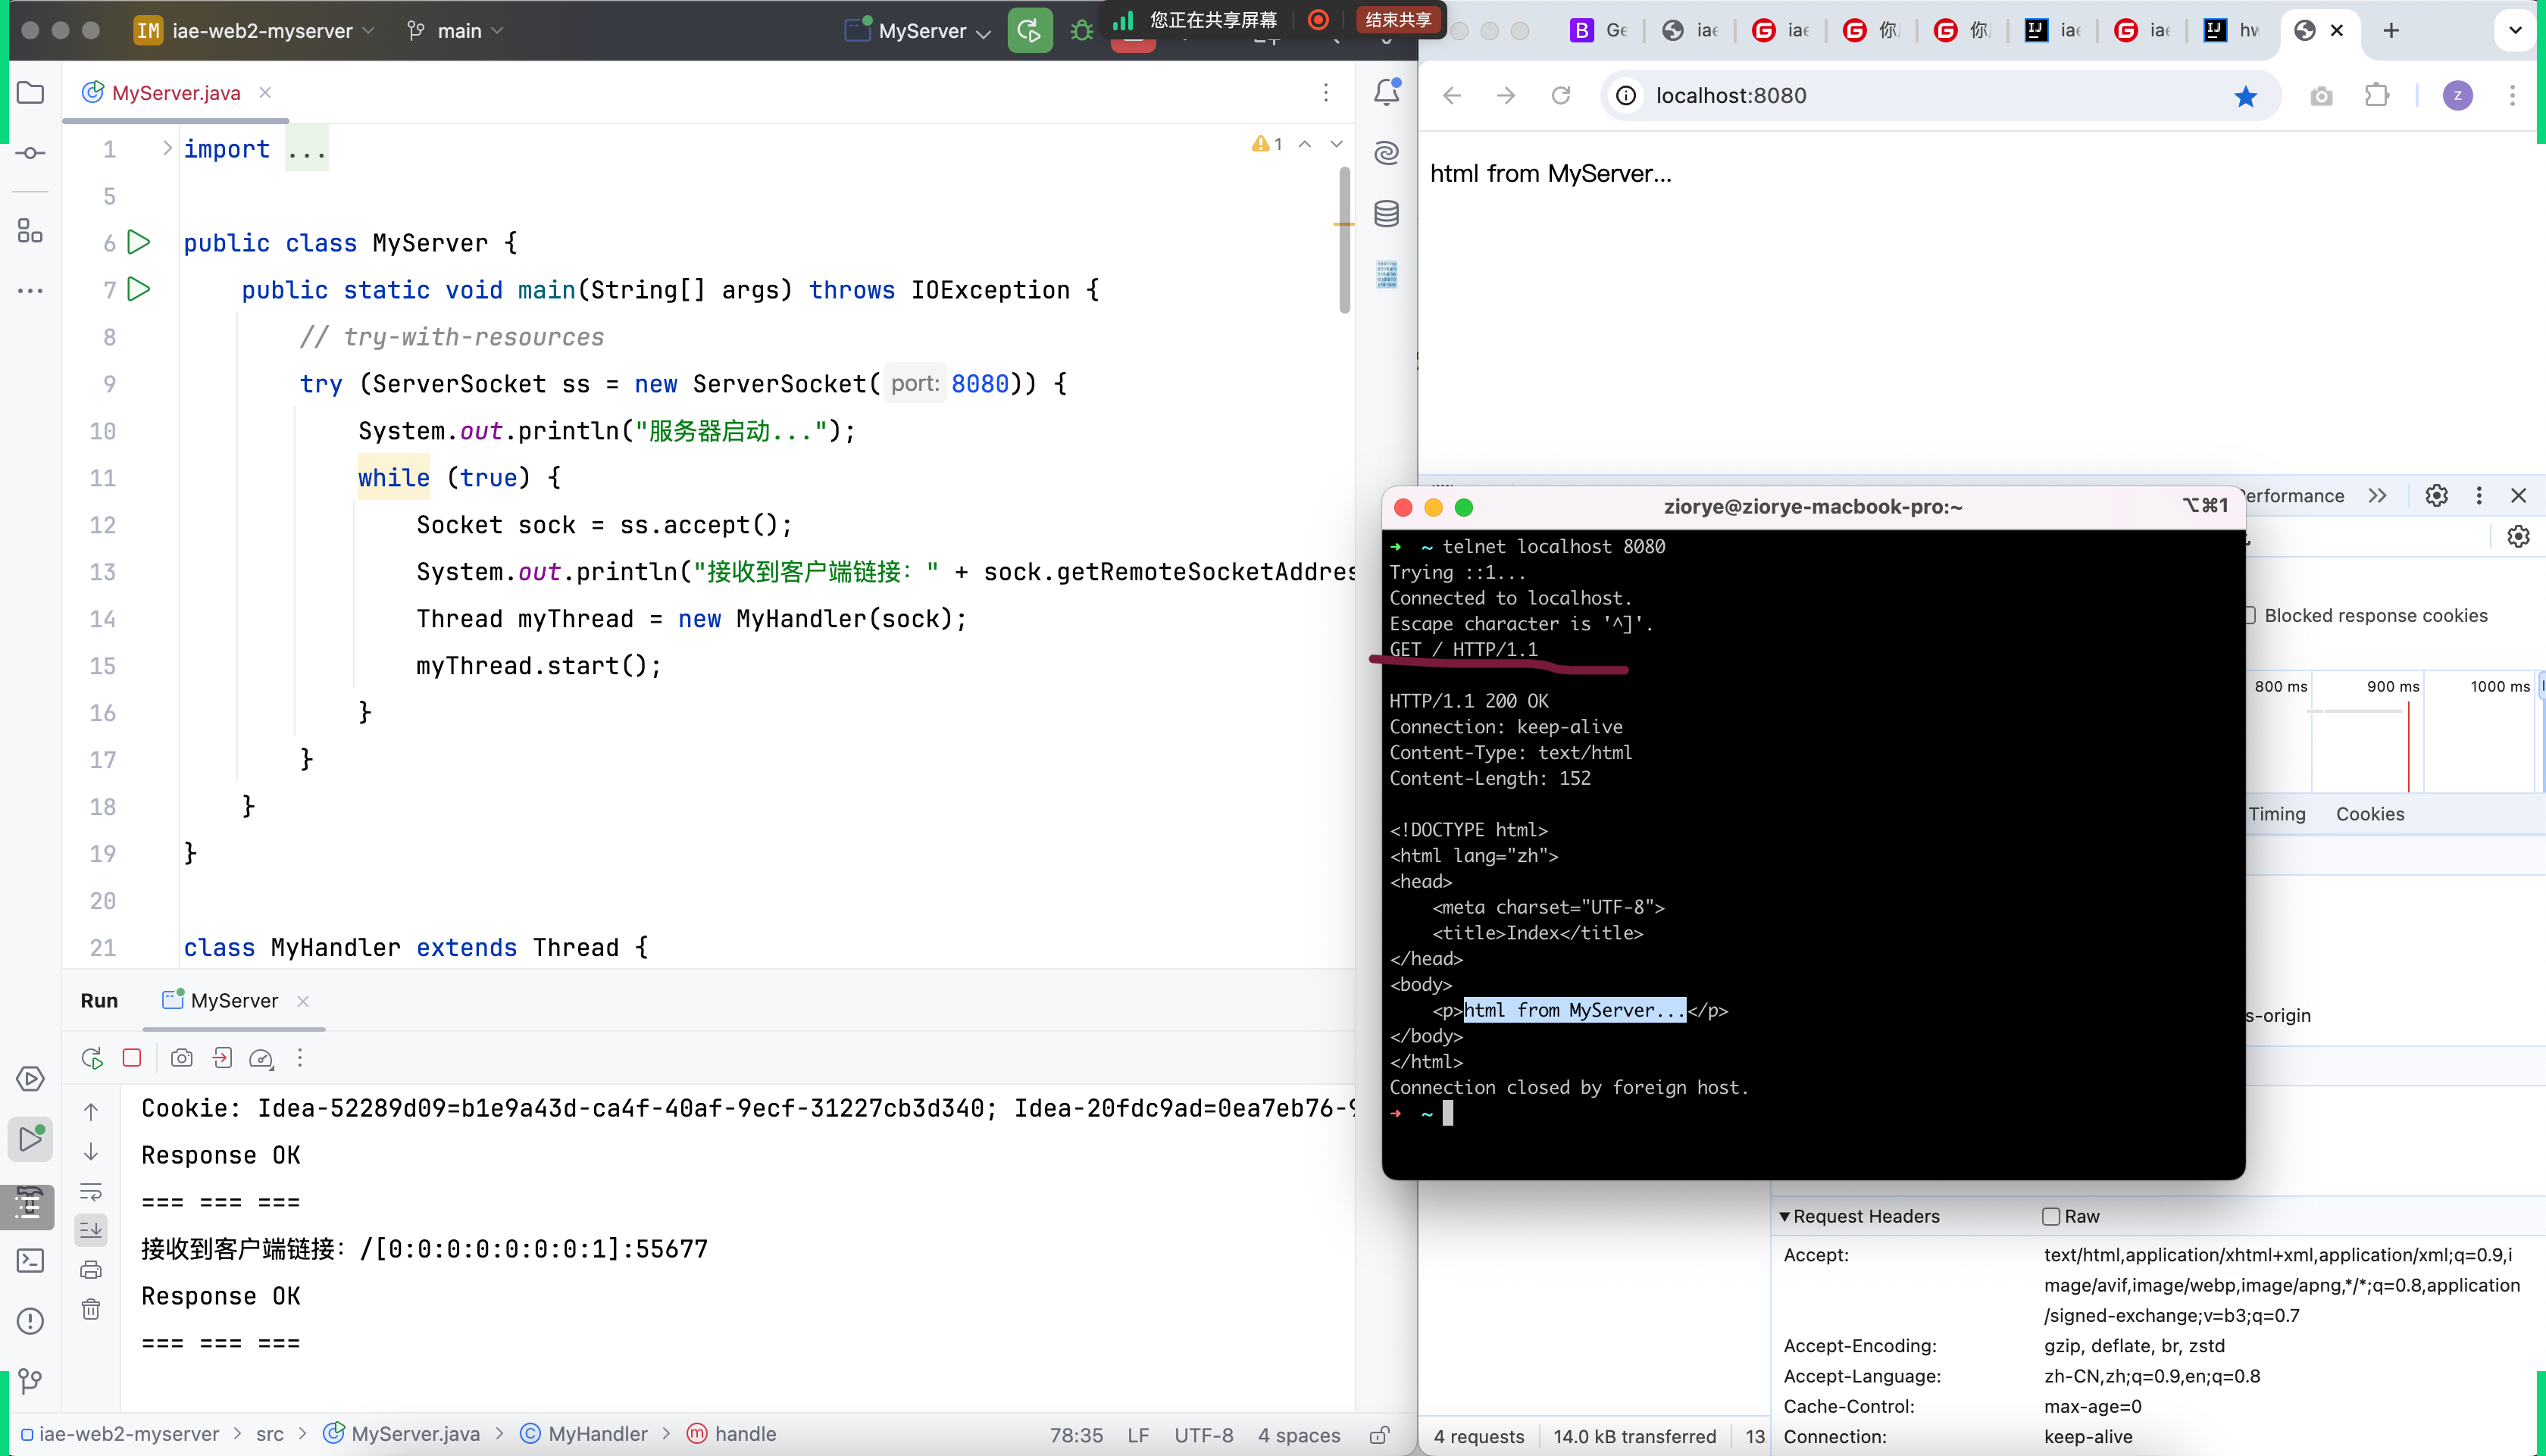 IM iae-web2-myserver main MyServer
您正在共享屏幕 结束共享
MyServer.java
1 import ...
5
6 public class MyServer {
7 public static void main(String[] args) throws IOException {
8 // try-with-resources
9 try (ServerSocket ss = new ServerSocket( port: 8080)) {
10 System.out.println("服务器启动...");
11 while (true) {
12 Socket sock = ss.accept();
13 System.out.println("接收到客户端链接: " + sock.getRemoteSocketAddres
14 Thread myThread = new MyHandler(sock);
15 myThread.start();
16 }
17 }
18 }
19 }
20
21 class MyHandler extends Thread {
1
Run MyServer
Cookie: Idea-52289d09=b1e9a43d-ca4f-40af-9ecf-31227cb3d340; Idea-20fdc9ad=0ea7eb76-9
Response OK
=== === ===
接收到客户端链接: /[0:0:0:0:0:0:0:1]:55677
Response OK
=== === ===
iae-web2-myserver > src > MyServer.java > MyHandler > handle
78:35 LF UTF-8 4 spaces
B Ge iae iae 你 你 iae iae hw
localhost:8080
z
html from MyServer...
erformance
ziorye@ziorye-macbook-pro:~ ⌥⌘1
➜ ~ telnet localhost 8080
Trying ::1...
Connected to localhost.
Escape character is '^]'.
GET / HTTP/1.1
HTTP/1.1 200 OK
Connection: keep-alive
Content-Type: text/html
Content-Length: 152
<!DOCTYPE html>
<html lang="zh">
<head>
<meta charset="UTF-8">
<title>Index</title>
</head>
<body>
<p>html from MyServer...</p>
</body>
</html>
Connection closed by foreign host.
➜ ~
Blocked response cookies
800 ms 900 ms 1000 ms
Timing Cookies
s-origin
Request Headers Raw
Accept: text/html,application/xhtml+xml,application/xml;q=0.9,i
mage/avif,image/webp,image/apng,*/*;q=0.8,application
/signed-exchange;v=b3;q=0.7
Accept-Encoding: gzip, deflate, br, zstd
Accept-Language: zh-CN,zh;q=0.9,en;q=0.8
Cache-Control: max-age=0
Connection: keep-alive
4 requests 14.0 kB transferred 13